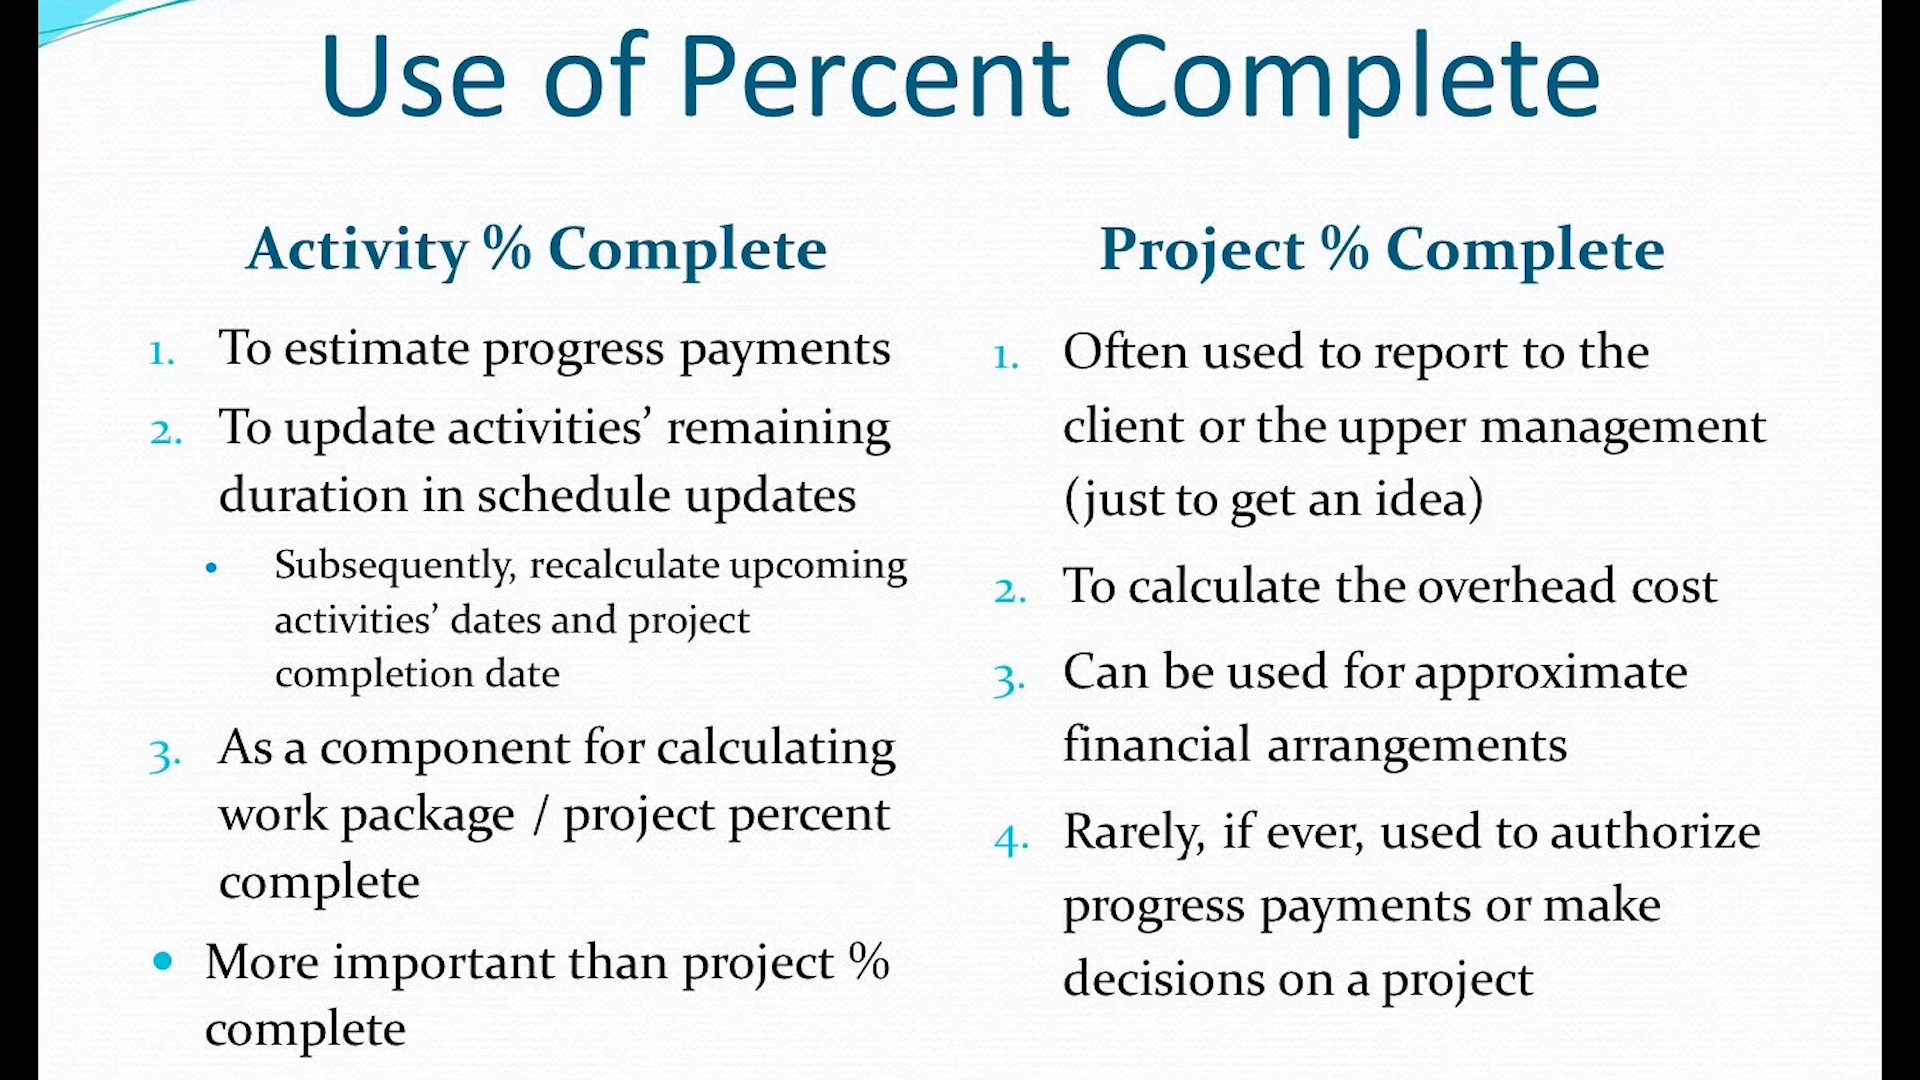 Use of Percent Complete
Activity % Complete
1. To estimate progress payments
2. To update activities’ remaining
duration in schedule updates
• Subsequently, recalculate upcoming
activities’ dates and project
completion date
3. As a component for calculating
work package / project percent
complete
• More important than project %
complete
Project % Complete
1. Often used to report to the
client or the upper management
(just to get an idea)
2. To calculate the overhead cost
3. Can be used for approximate
financial arrangements
4. Rarely, if ever, used to authorize
progress payments or make
decisions on a project